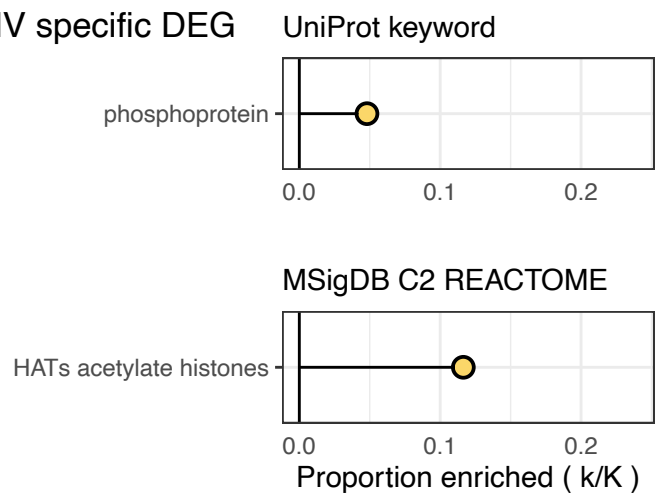 specific DEG
UniProt keyword
phosphoprotein
0.0 0.1 0.2
MSigDB C2 REACTOME
HATs acetylate histones
0.0 0.1 0.2
Proportion enriched ( k/K )